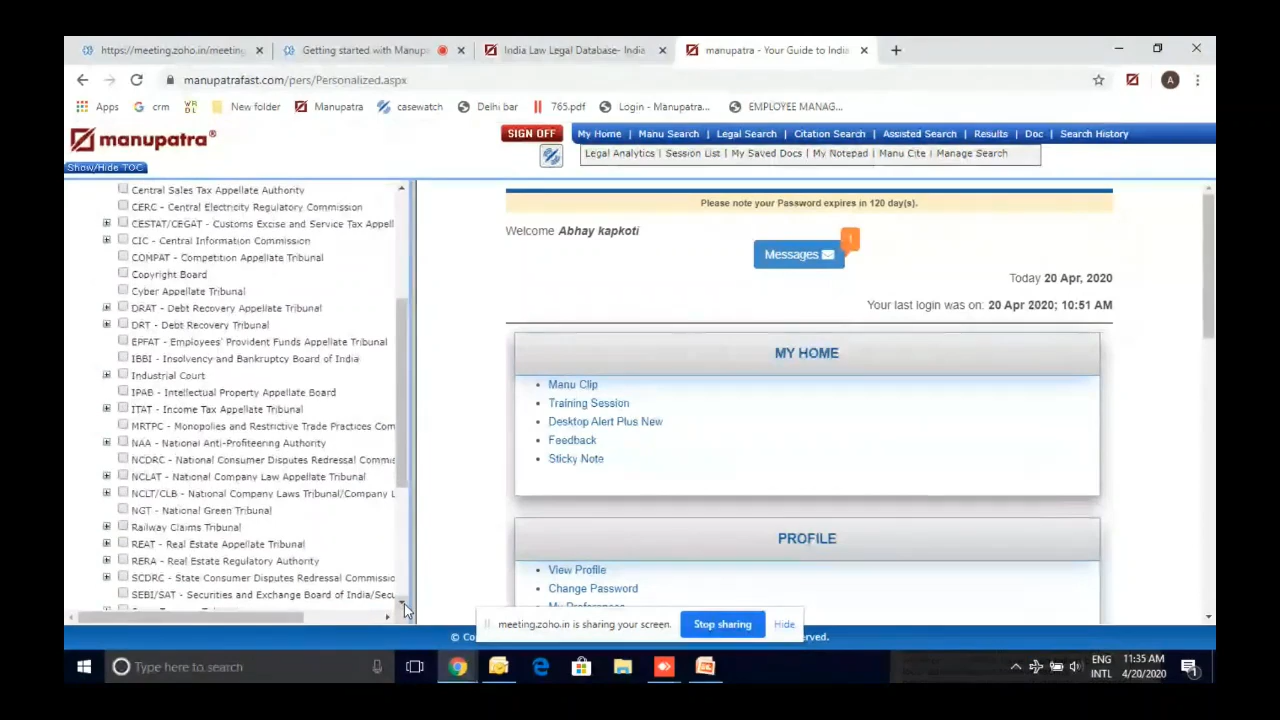 https://meeting.zoho.in/meeting
Getting started with Manup
India Law Legal Database- India
manupatra - Your Guide to India
manupatrafast.com/pers/Personalized.aspx
A
Apps
crm
New folder
Manupatra
casewatch
Delhi bar
765.pdf
Login - Manupatra...
EMPLOYEE MANAG...
manupatra®
SIGN OFF
My Home | Manu Search | Legal Search | Citation Search | Assisted Search | Results | Doc | Search History
Legal Analytics | Session List | My Saved Docs | My Notepad | Manu Cite | Manage Search
Show/Hide TOC
Central Sales Tax Appellate Authority
CERC - Central Electricity Regulatory Commission
CESTAT/CEGAT - Customs Excise and Service Tax Appell
CIC - Central Information Commission
COMPAT - Competition Appellate Tribunal
Copyright Board
Cyber Appellate Tribunal
DRAT - Debt Recovery Appellate Tribunal
DRT - Debt Recovery Tribunal
EPFAT - Employees' Provident Funds Appellate Tribunal
IBBI - Insolvency and Bankruptcy Board of India
Industrial Court
IPAB - Intellectual Property Appellate Board
ITAT - Income Tax Appellate Tribunal
MRTPC - Monopolies and Restrictive Trade Practices Com
NAA - National Anti-Profiteering Authority
NCDRC - National Consumer Disputes Redressal Commis
NCLAT - National Company Law Appellate Tribunal
NCLT/CLB - National Company Laws Tribunal/Company L
NGT - National Green Tribunal
Railway Claims Tribunal
REAT - Real Estate Appellate Tribunal
RERA - Real Estate Regulatory Authority
SCDRC - State Consumer Disputes Redressal Commissio
SEBI/SAT - Securities and Exchange Board of India/Secu
Please note your Password expires in 120 day(s).
Welcome Abhay kapkoti
Messages
!
Today 20 Apr, 2020
Your last login was on: 20 Apr 2020; 10:51 AM
MY HOME
Manu Clip
Training Session
Desktop Alert Plus New
Feedback
Sticky Note
PROFILE
View Profile
Change Password
My Preferences
meeting.zoho.in is sharing your screen.
Stop sharing
Hide
© Co
erved.
Type here to search
ENG
INTL
11:35 AM
4/20/2020
1